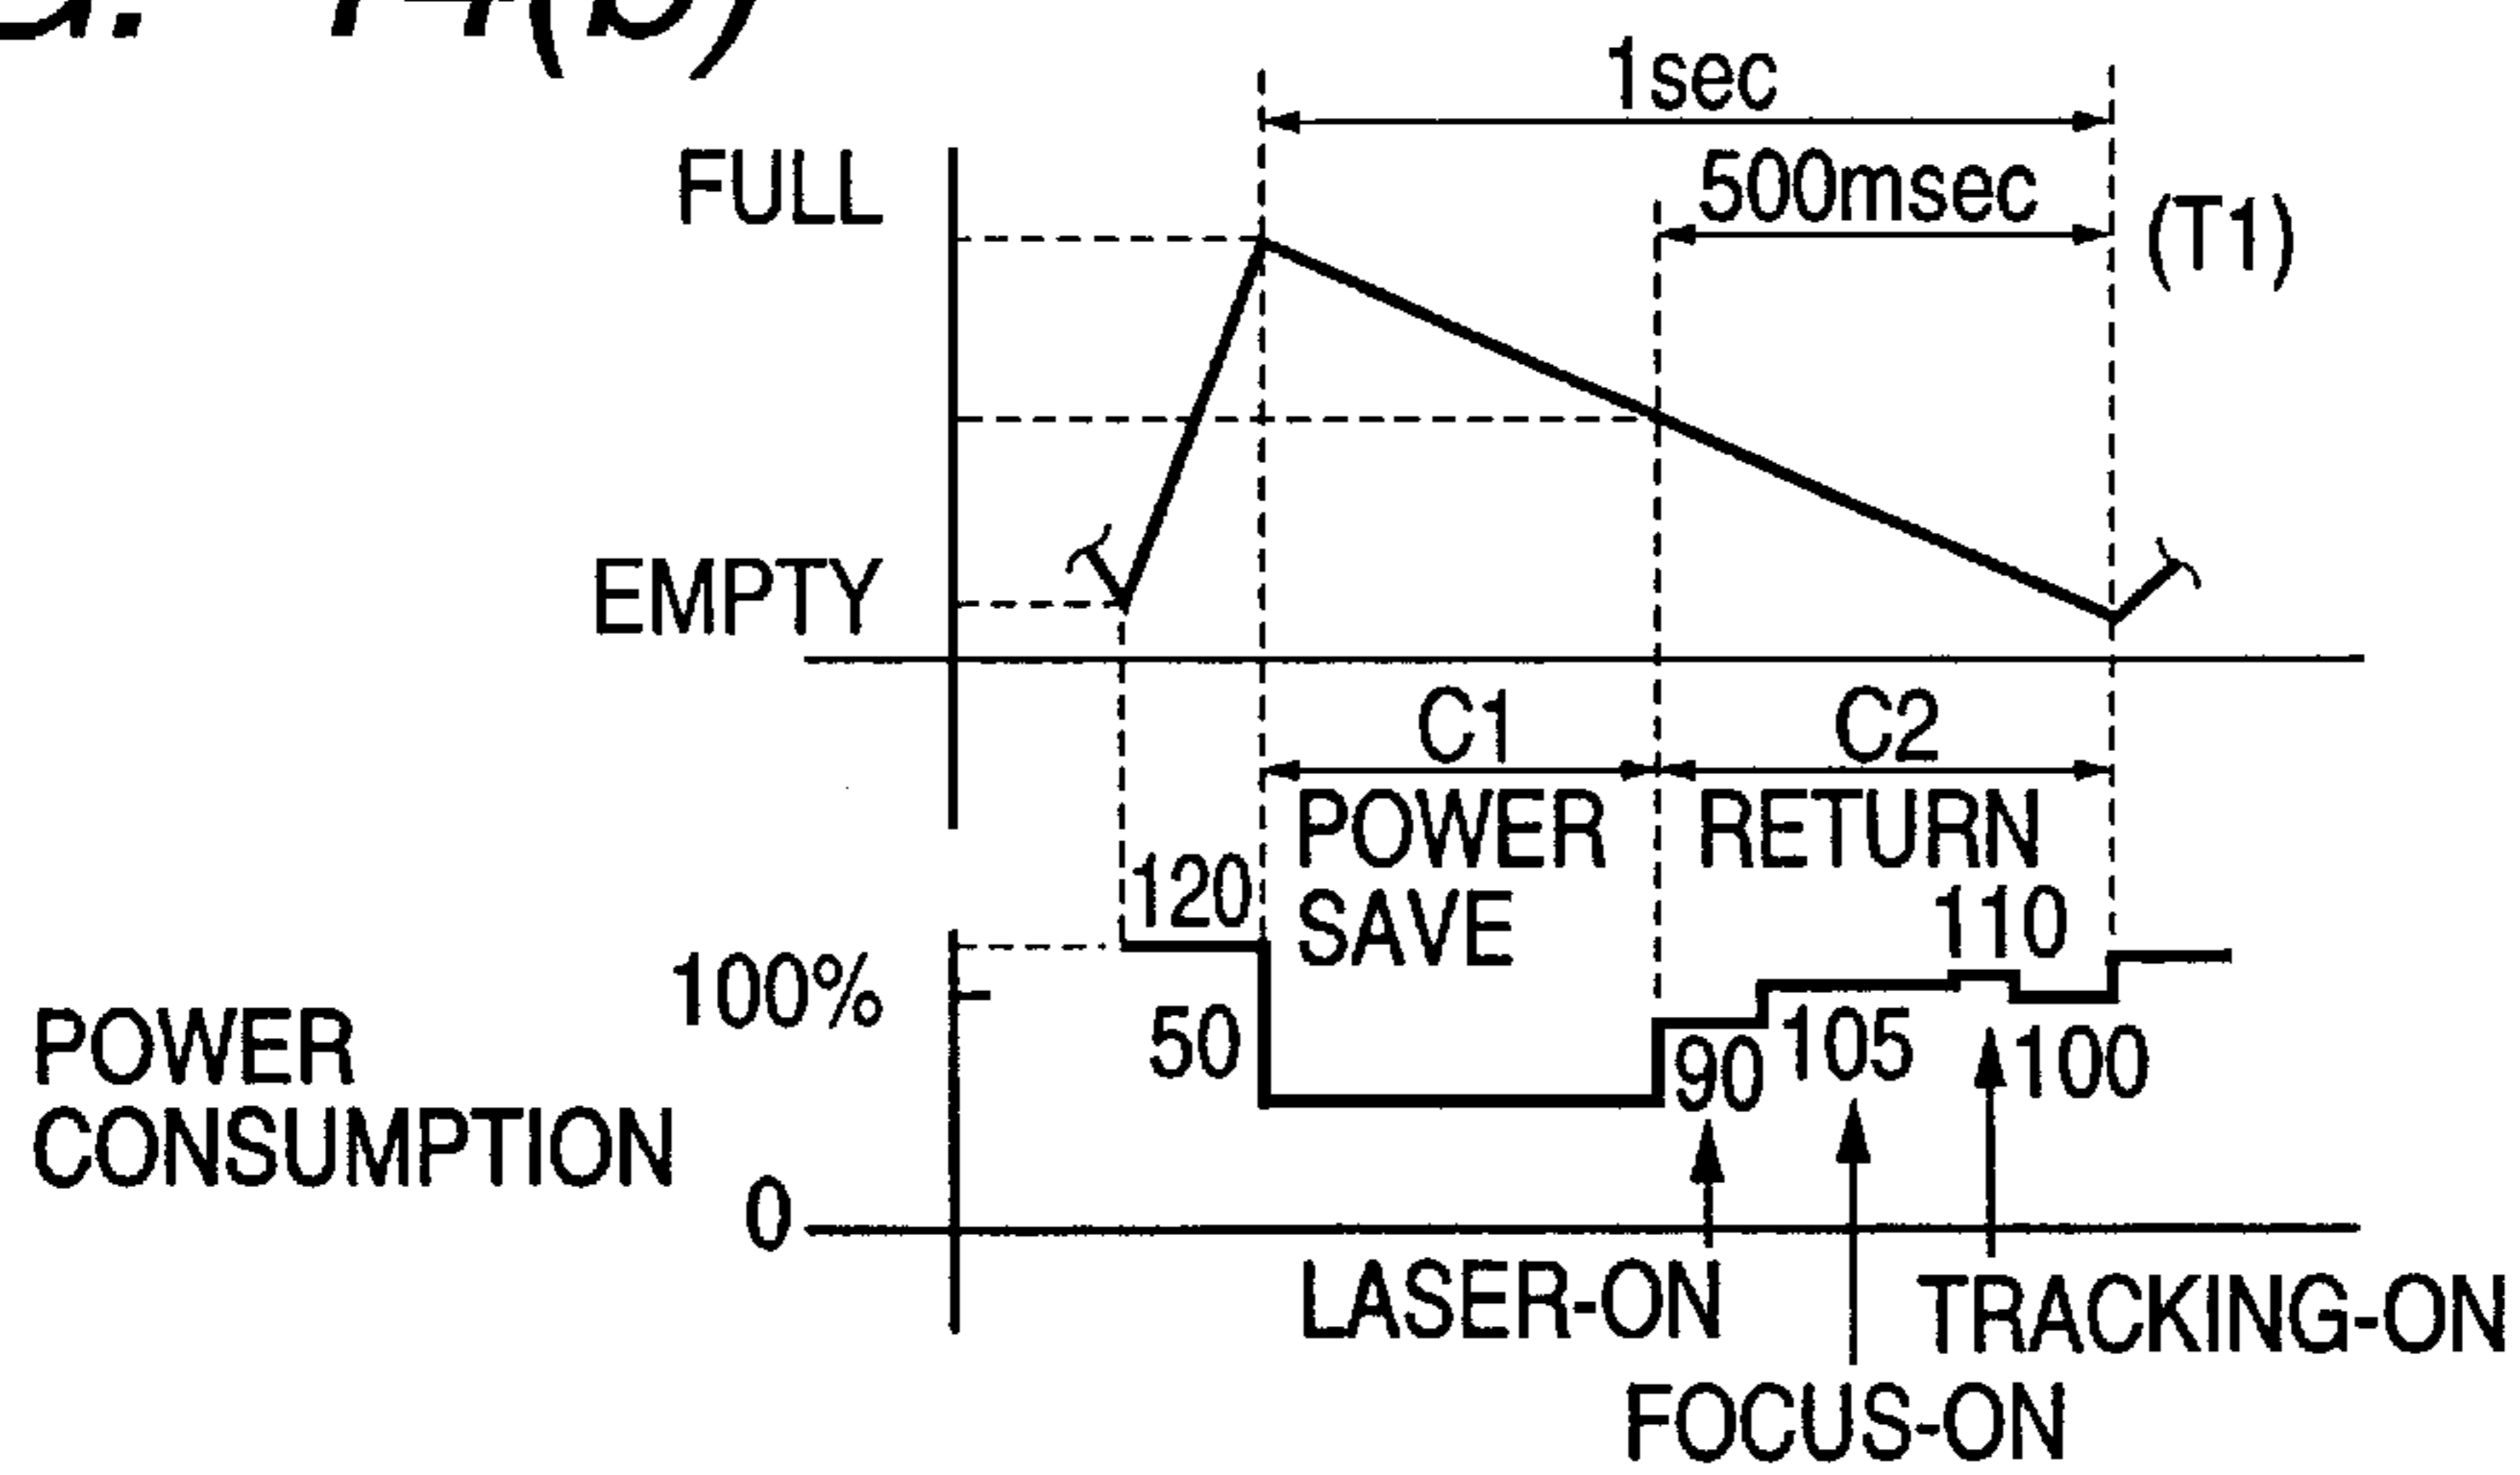 14(b)
1sec
FULL
500msec
(T1)
EMPTY
C1
C2
POWER
SAVE
RETURN
120
110
100%
50
90
105
100
POWER
CONSUMPTION
0
LASER-ON
TRACKING-ON
FOCUS-ON